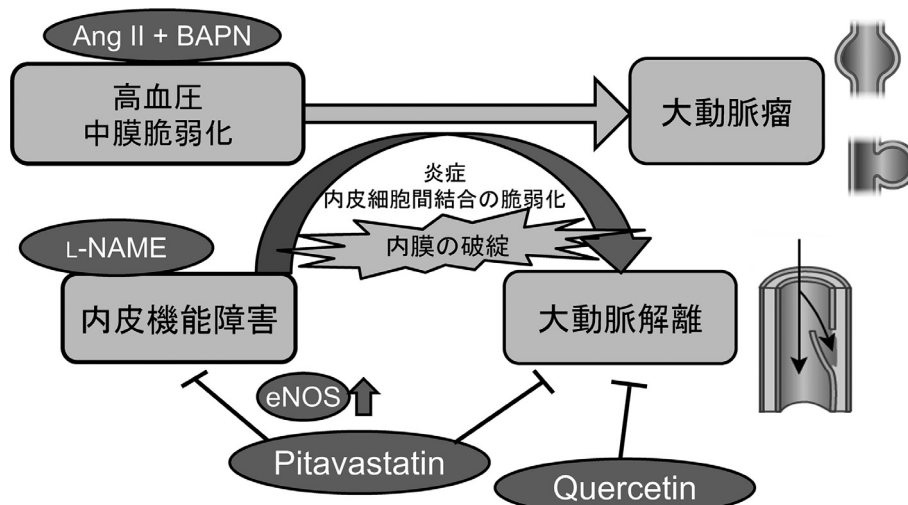 Ang II + BAPN
高血圧
中膜脆弱化
大動脈瘤
炎症
内皮細胞間結合の脆弱化
内膜の破綻
L-NAME
内皮機能障害
大動脈解離
eNOS
Pitavastatin
Quercetin